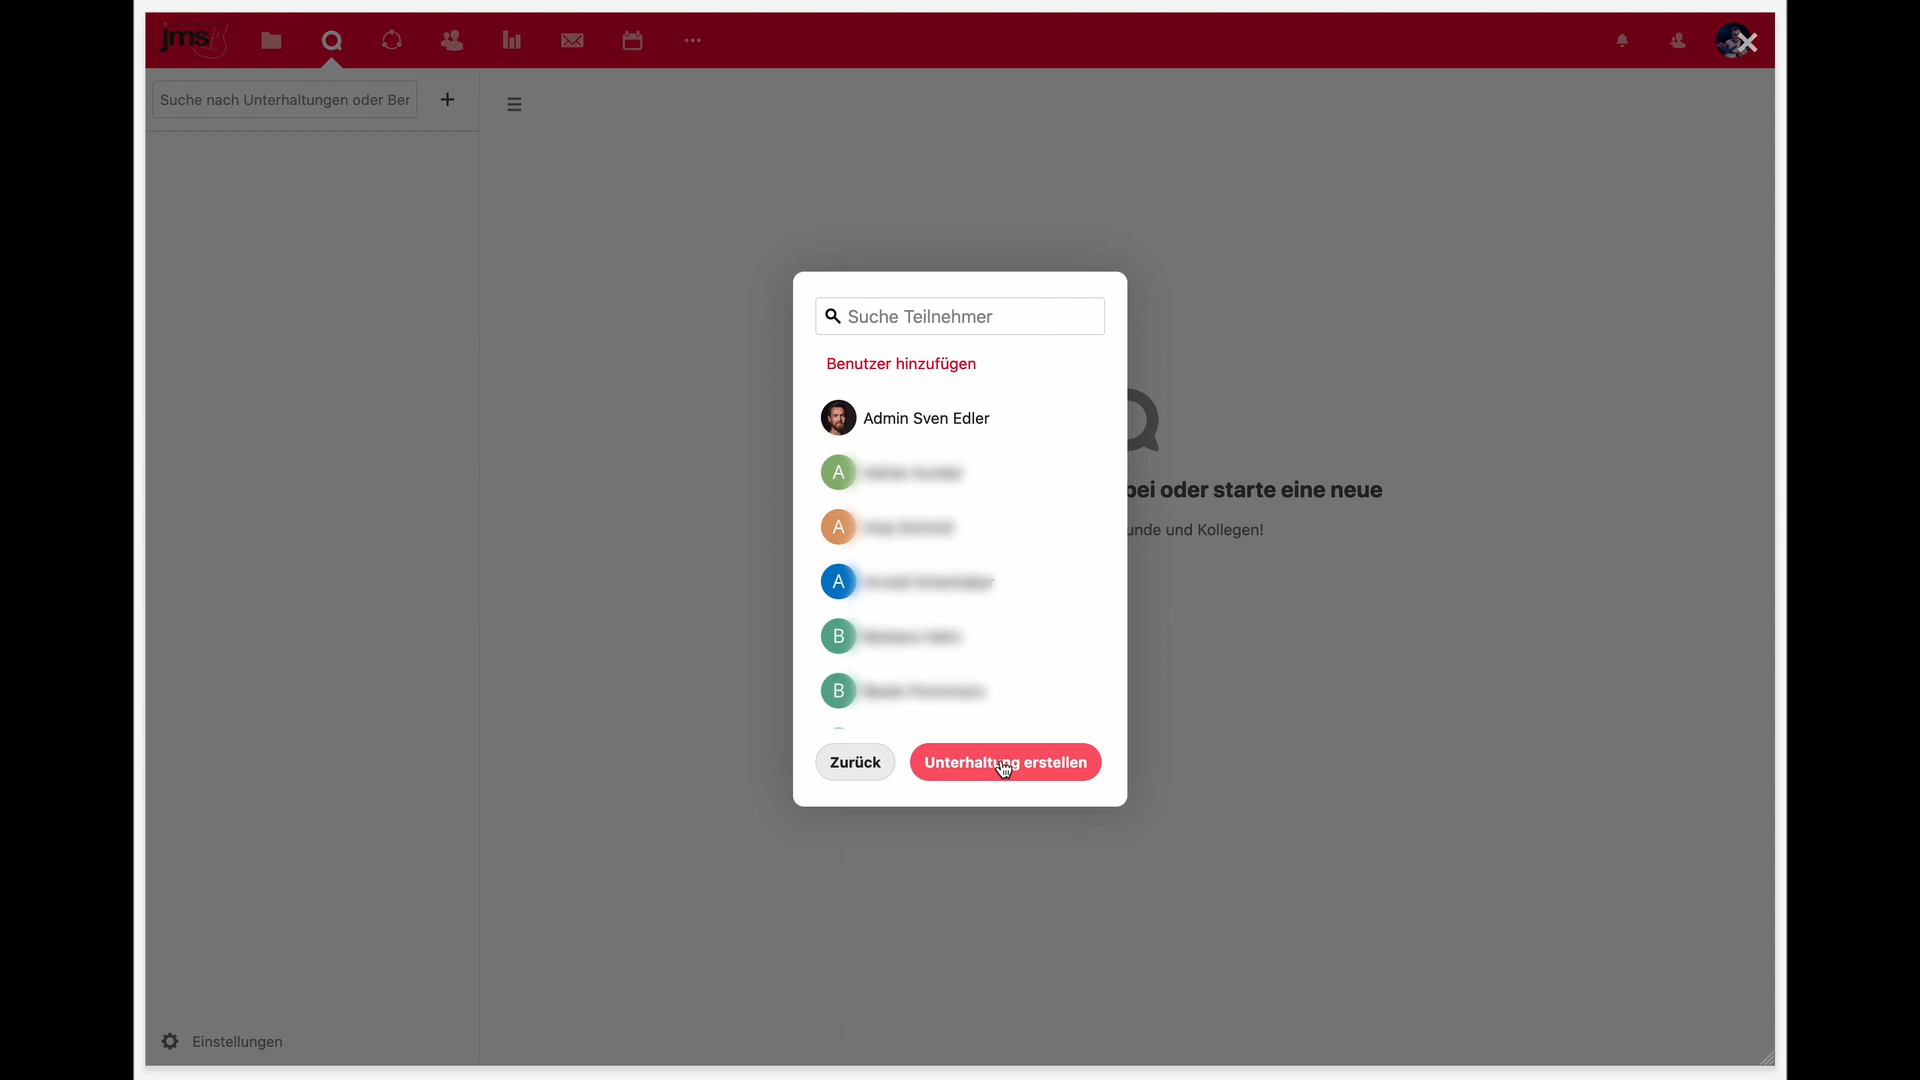 jms
Suche nach Unterhaltungen oder Ber
Suche Teilnehmer
Benutzer hinzufügen
Admin Sven Edler
A
A
A
B
B
bei oder starte eine neue
unde und Kollegen!
Zurück
Unterhaltung erstellen
Einstellungen